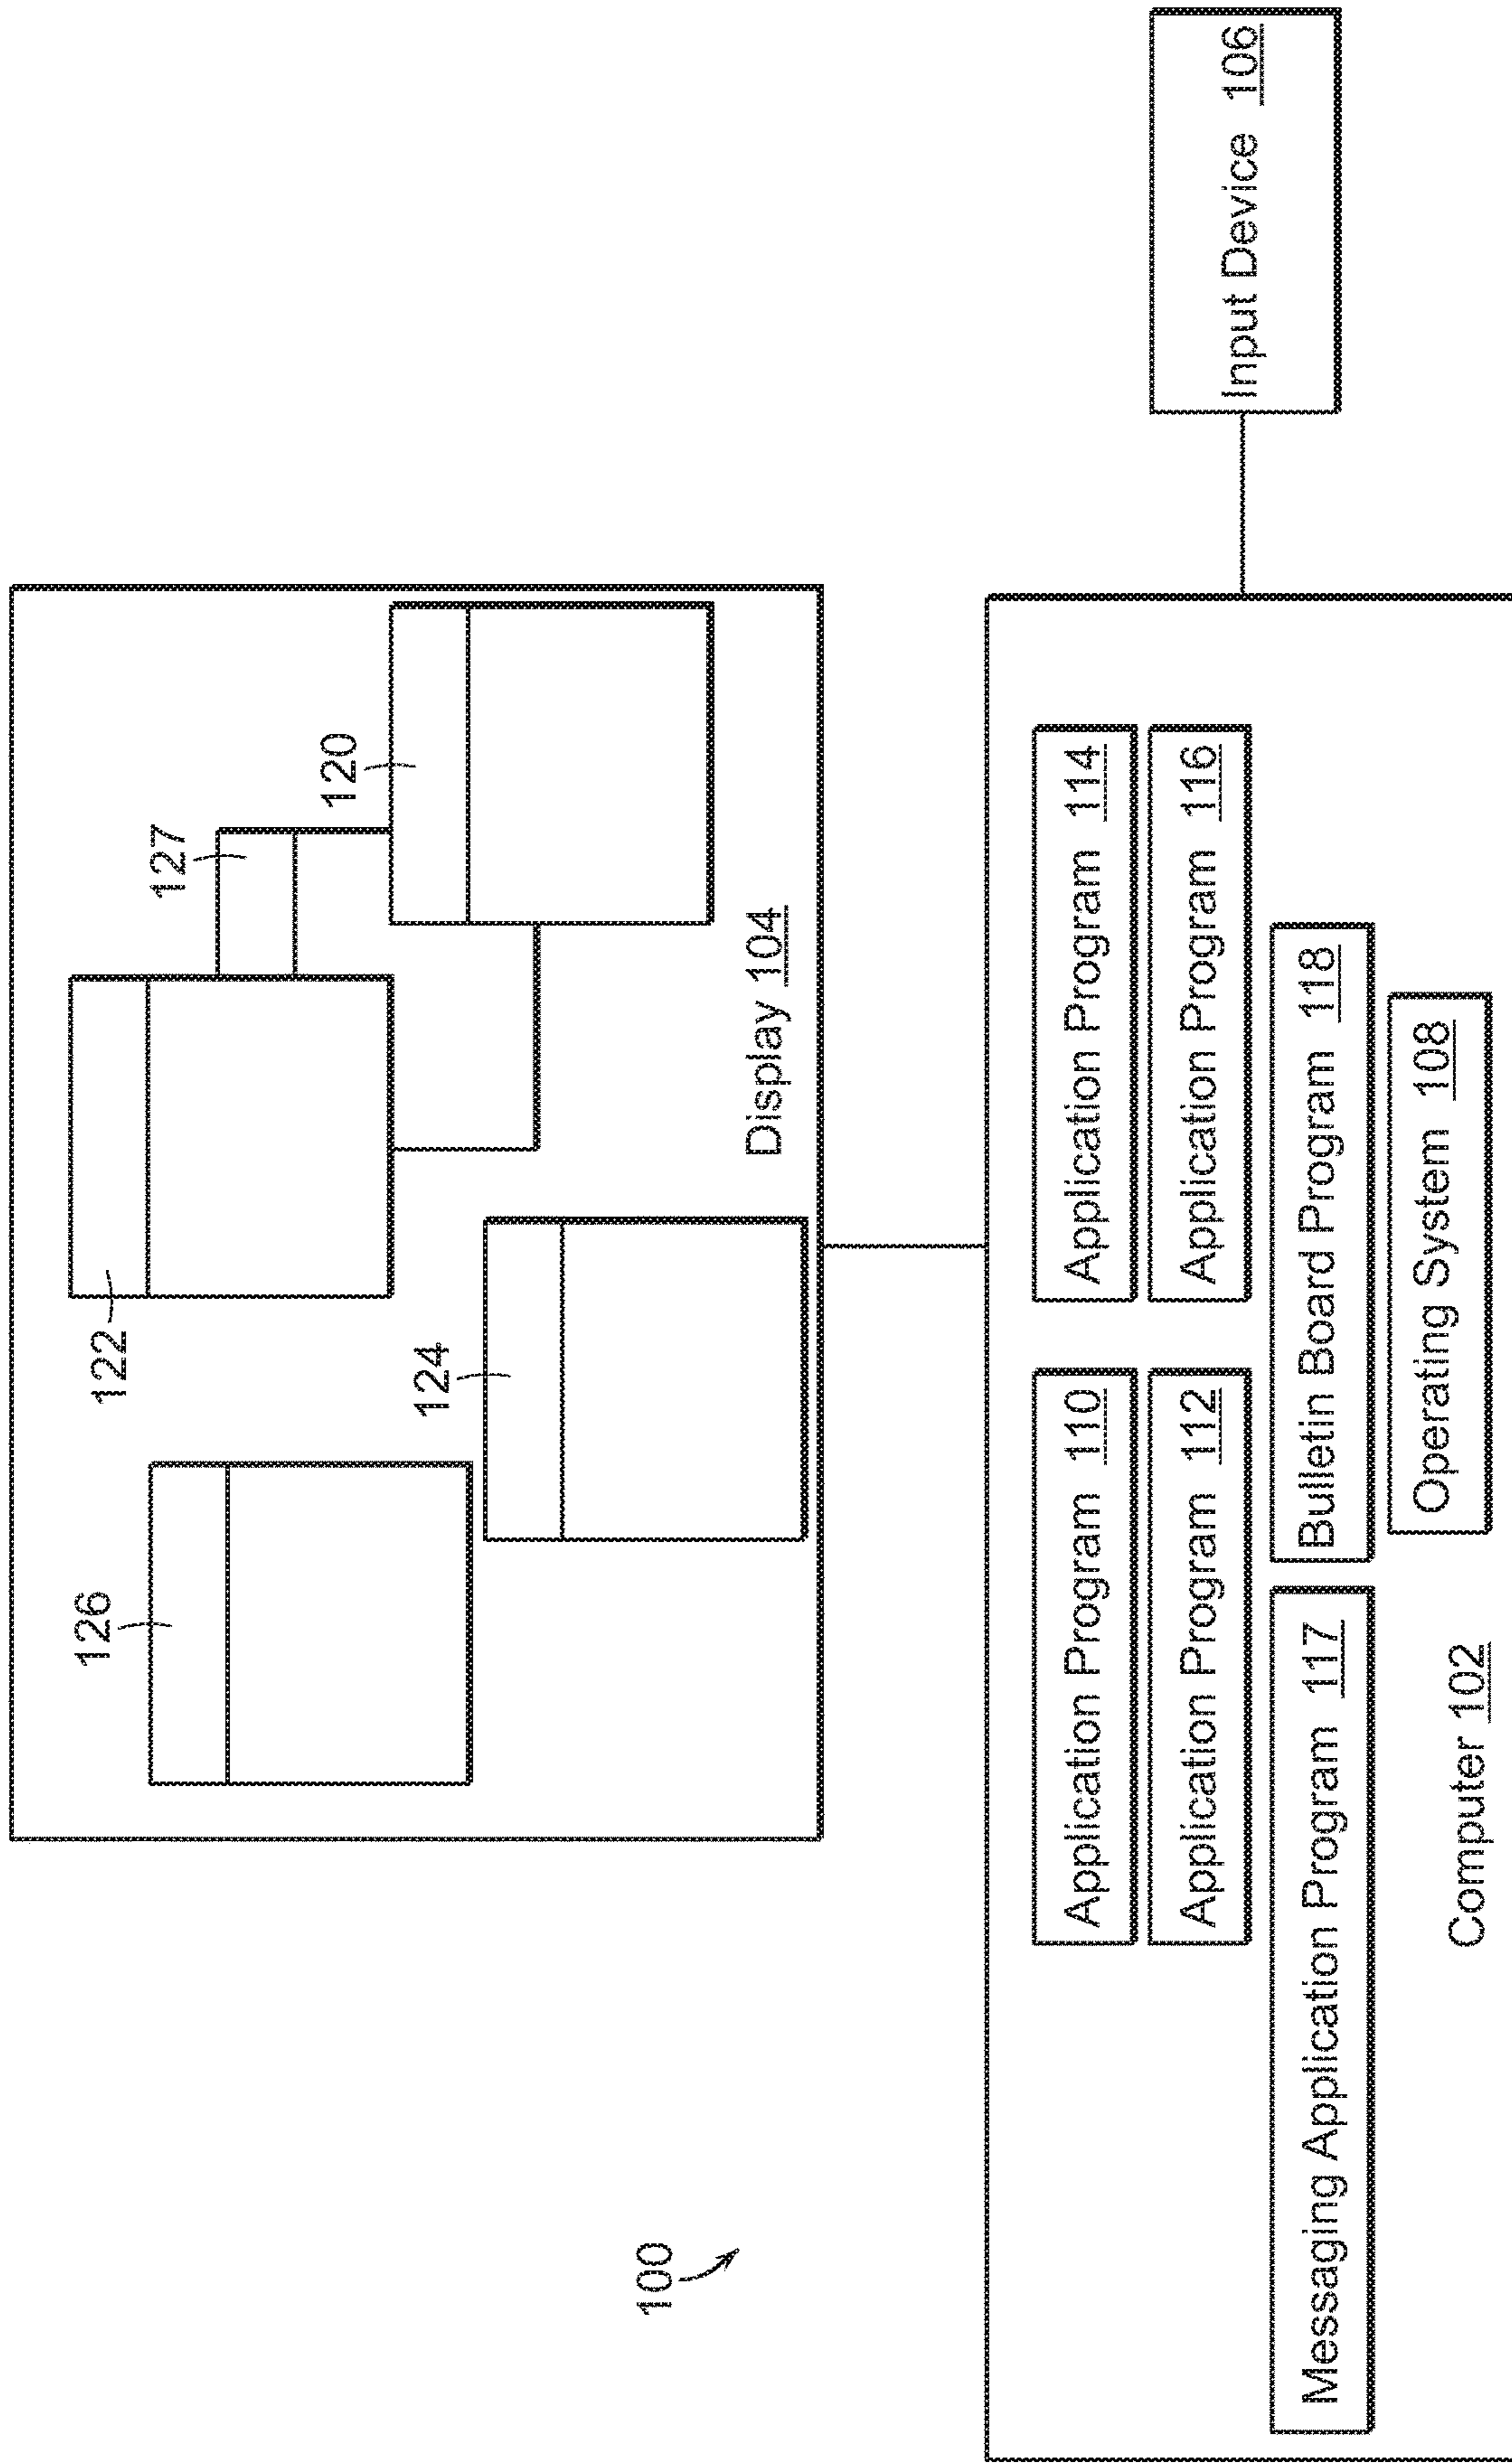 126
122
127
120
124
100
Display 104
Application Program 110
Application Program 114
Application Program 112
Application Program 116
Input Device 106
Messaging Application Program 117
Bulletin Board Program 118
Operating System 108
Computer 102